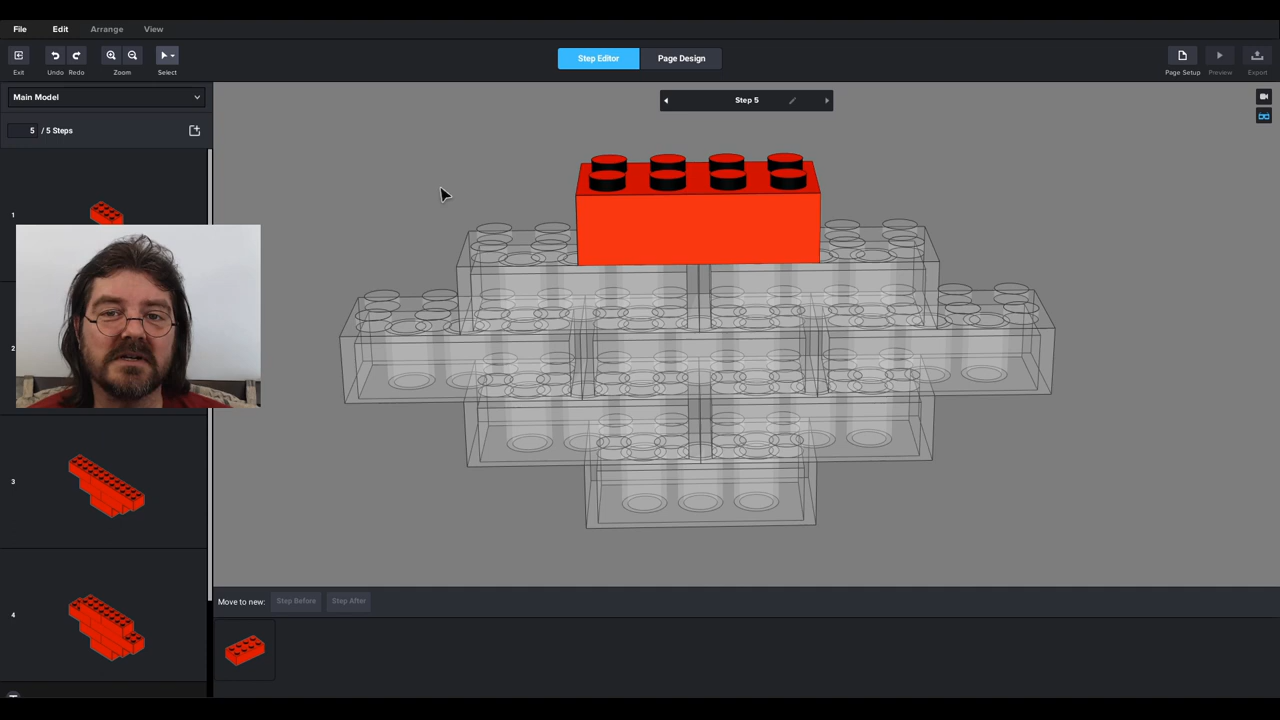 File Edit Arrange View
Exit Undo Redo Zoom Select
Step Editor Page Design
Page Setup Preview Export
Main Model
5 / 5 Steps
Step 5
1
2
3
4
Move to new: Step Before Step After